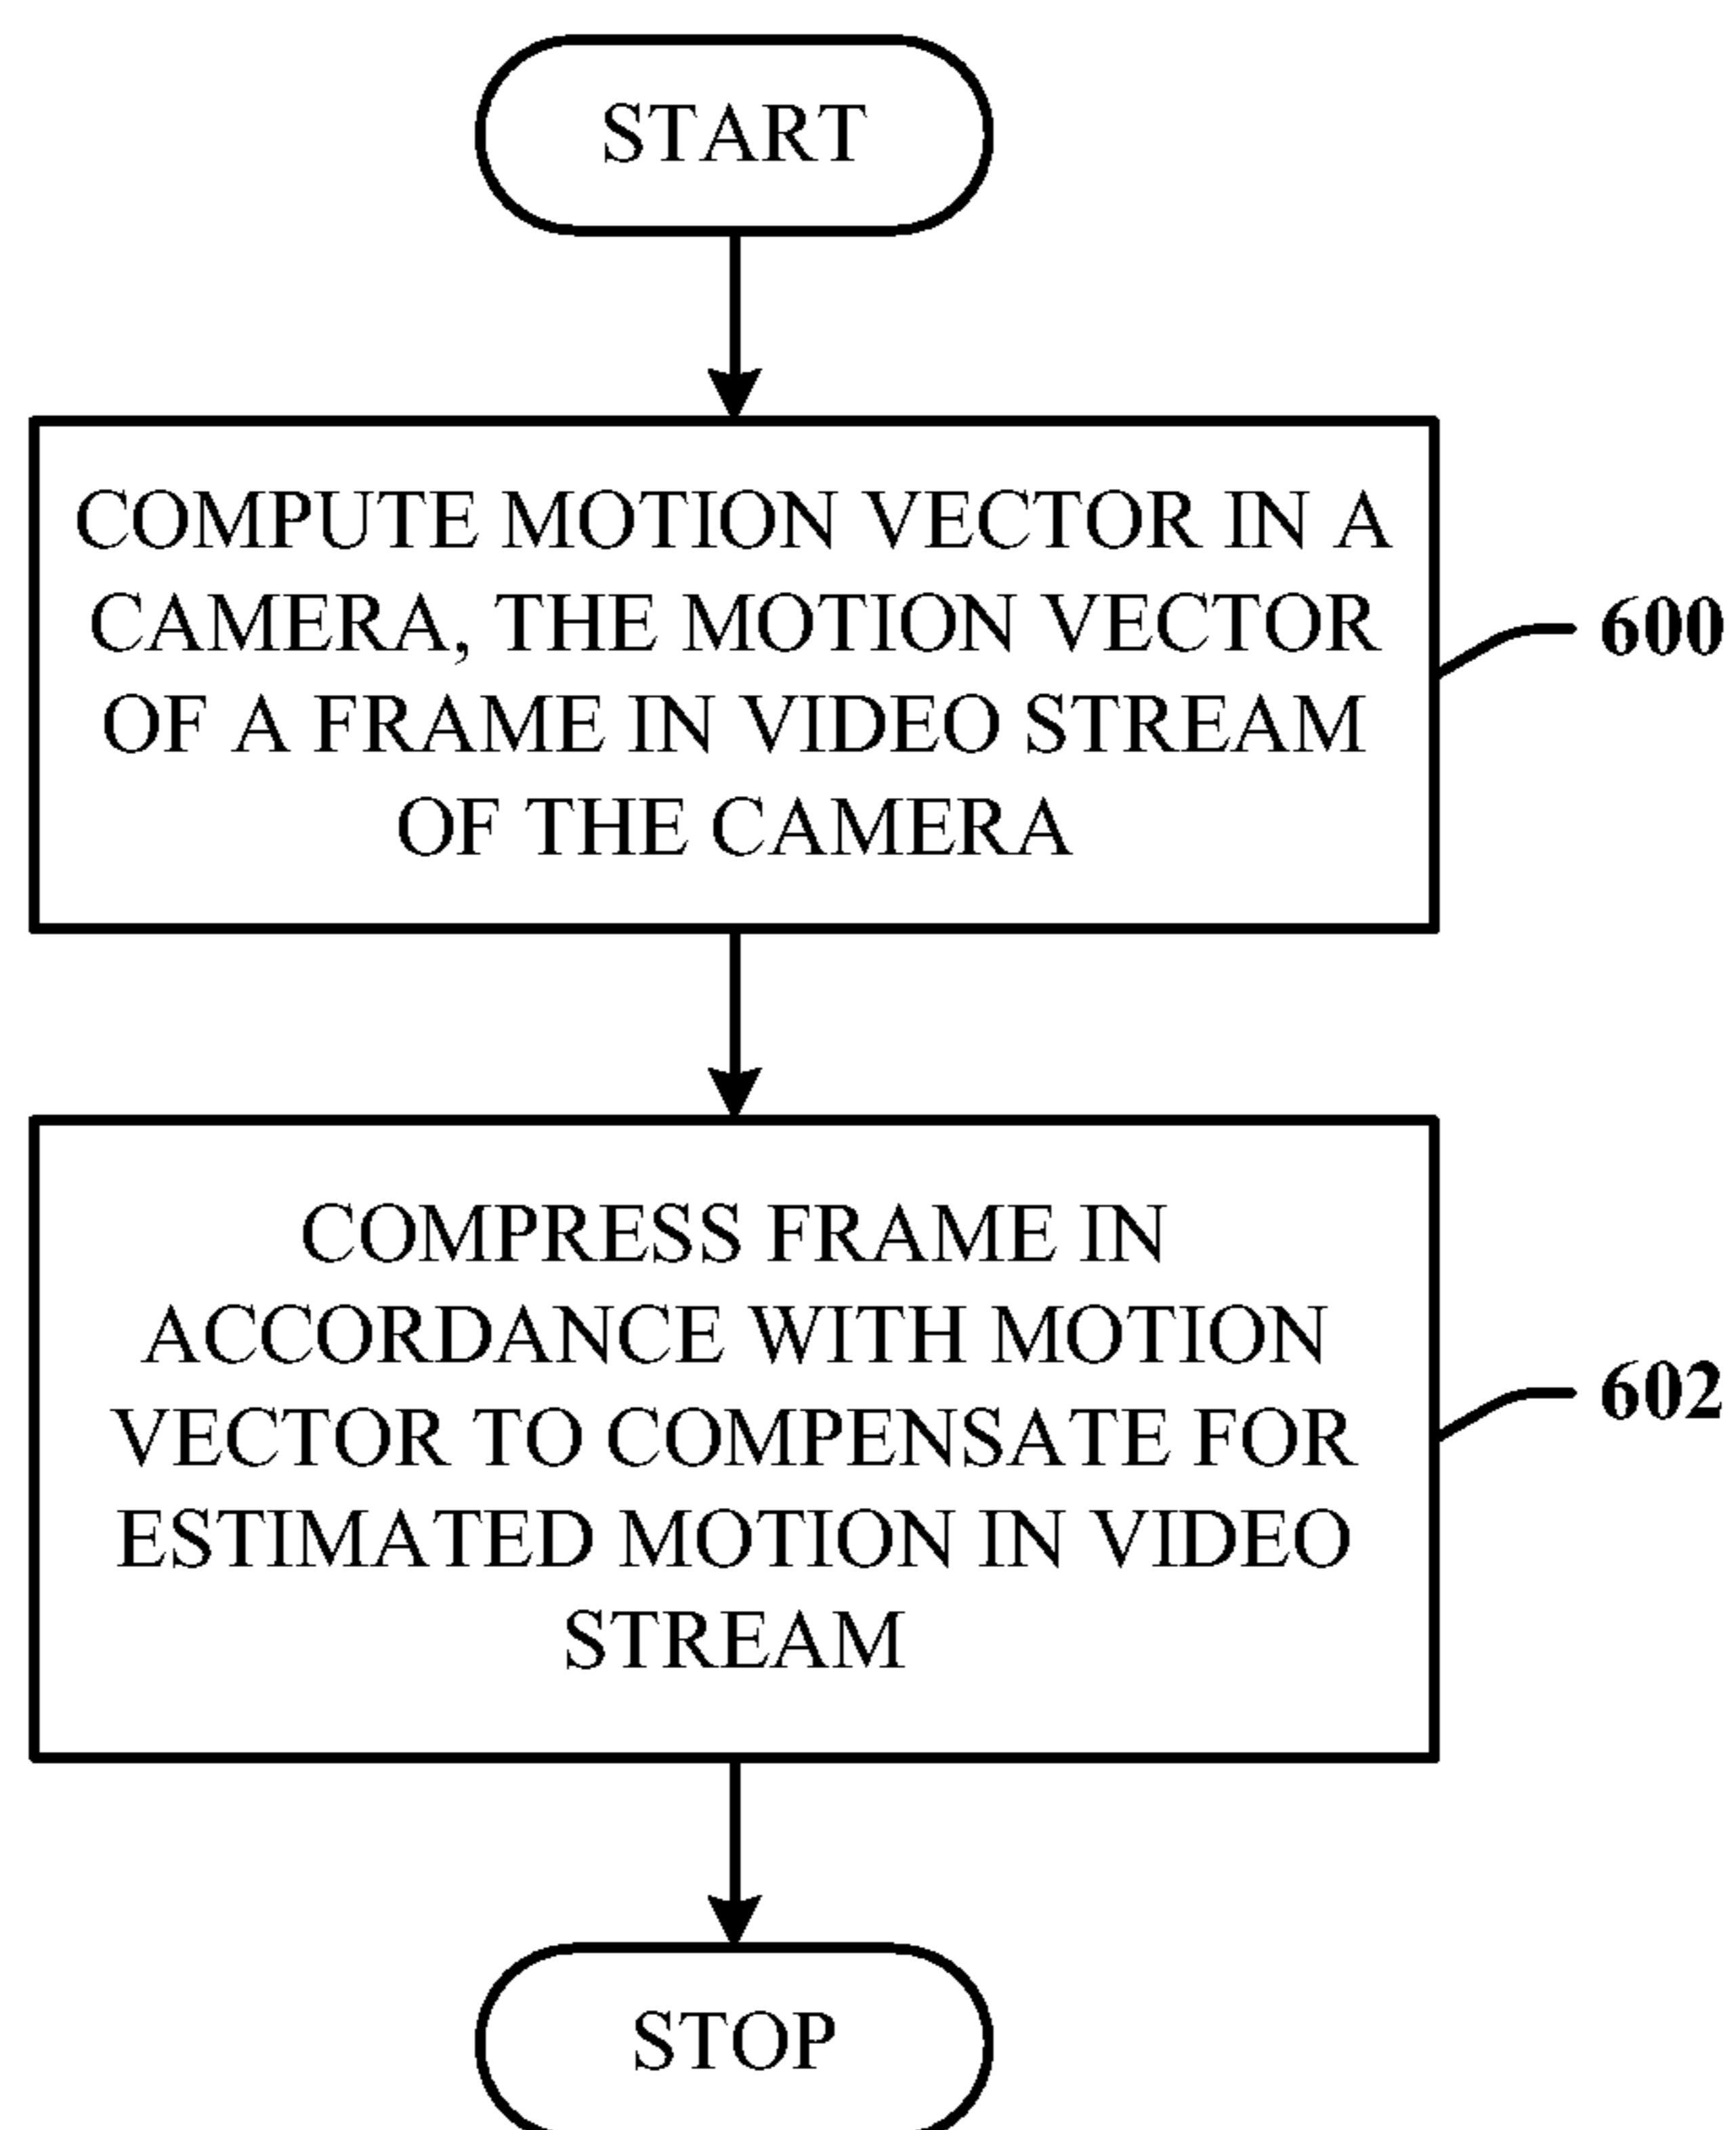 START
COMPUTE MOTION VECTOR IN A
CAMERA, THE MOTION VECTOR
OF A FRAME IN VIDEO STREAM
OF THE CAMERA
600
COMPRESS FRAME IN
ACCORDANCE WITH MOTION
VECTOR TO COMPENSATE FOR
ESTIMATED MOTION IN VIDEO
STREAM
602
STOP